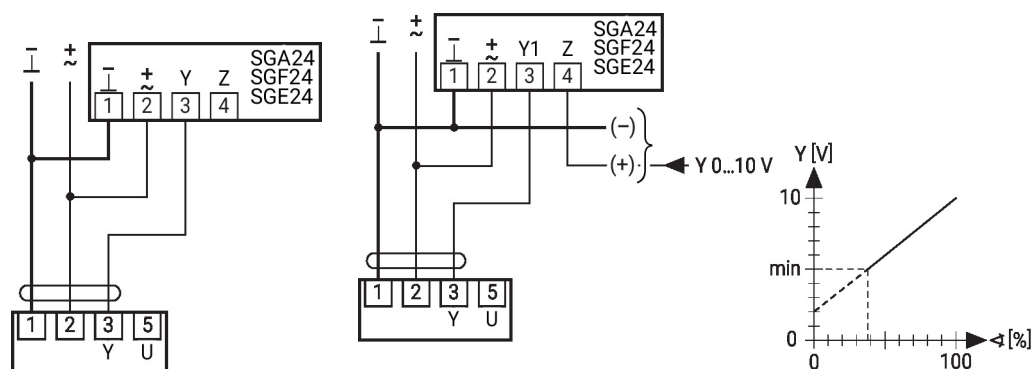 − + SGA24
⊥ ~ − + Y Z SGF24
⊥ ~ SGE24
1 2 3 4
1 2 3 5
Y U
− + SGA24
⊥ ~ − + Y1 Z SGF24
⊥ ~ SGE24
1 2 3 4
(−)
(+) Y 0...10 V
1 2 3 5
Y U
Y [V]
10
min
0
0 100 ∢ [%]